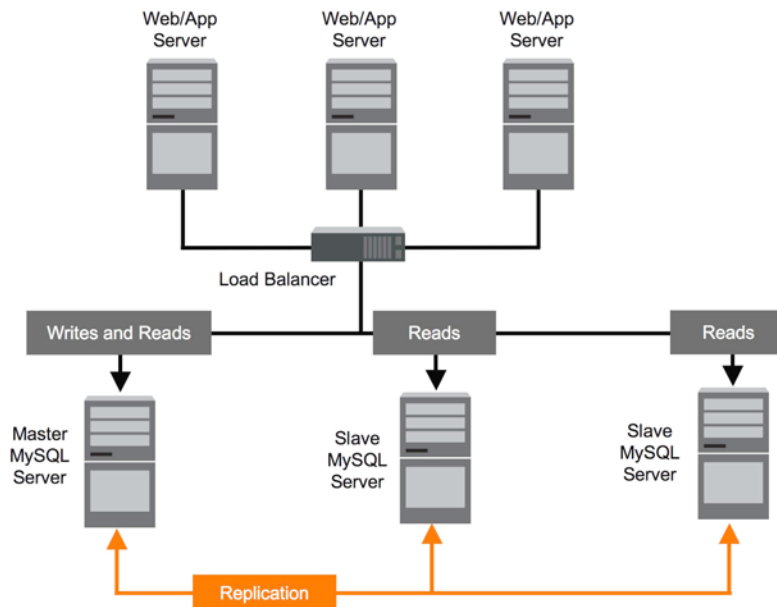 Web/App
Server
Web/App
Server
Web/App
Server
Load Balancer
Writes and Reads
Reads
Reads
Master
MySQL
Server
Slave
MySQL
Server
Slave
MySQL
Server
Replication